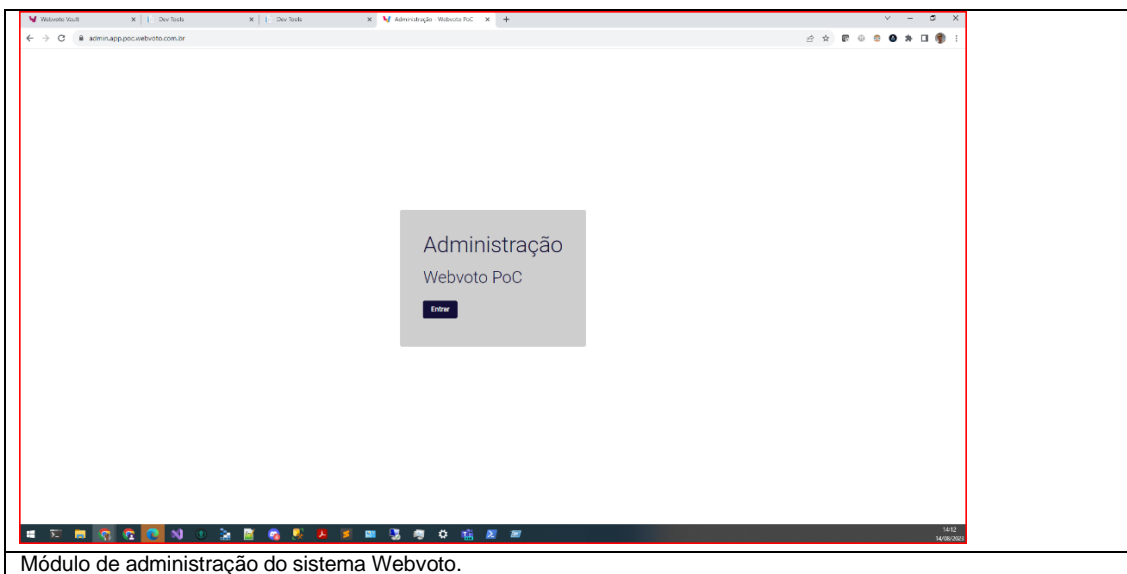 Webvoto Vault
Dev Tools
Dev Tools
Administração - Webvoto PoC
admin.app.poc.webvoto.com.br
Administração
Webvoto PoC
Entrar
14:12
14/08/2023
Módulo de administração do sistema Webvoto.